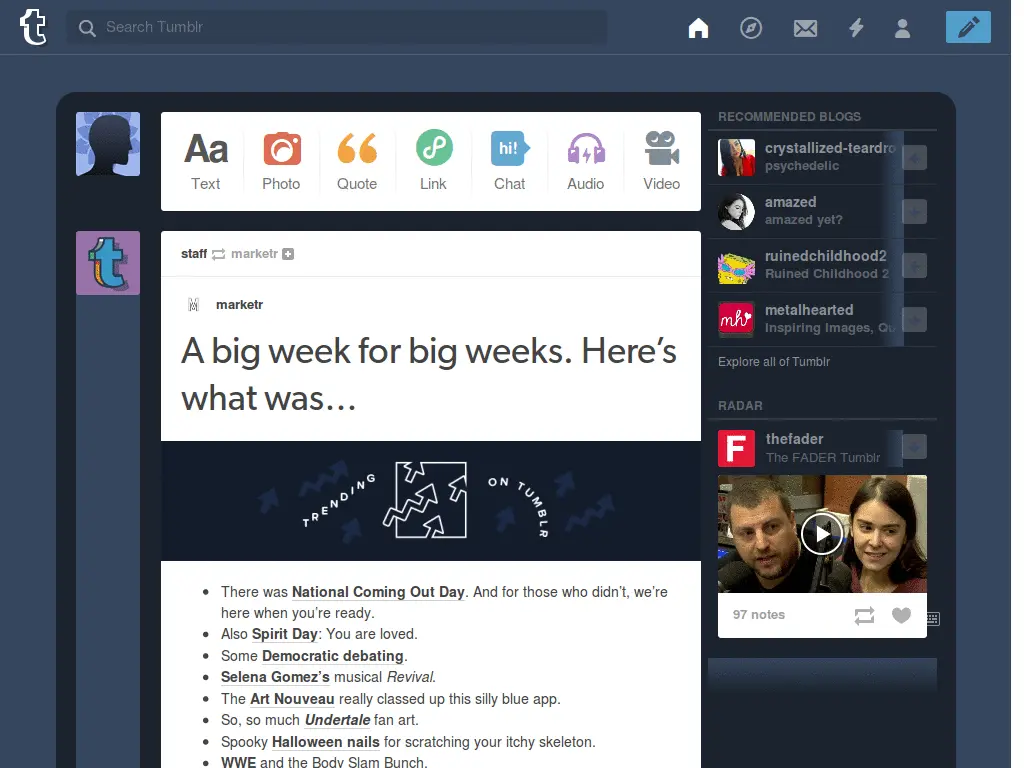 t
Search Tumblr
Aa
hi!
Text
Photo
Quote
Link
Chat
Audio
Video
t
staff marketr
marketr
A big week for big weeks. Here's
what was...
TRENDING ON TUMBLR
• There was National Coming Out Day. And for those who didn't, we're
here when you're ready.
• Also Spirit Day: You are loved.
• Some Democratic debating.
• Selena Gomez's musical Revival.
• The Art Nouveau really classed up this silly blue app.
• So, so much Undertale fan art.
• Spooky Halloween nails for scratching your itchy skeleton.
• WWE and the Body Slam Bunch.
RECOMMENDED BLOGS
crystallized-teardro
psychedelic
amazed
amazed yet?
ruinedchildhood2
Ruined Childhood 2
mh
metalhearted
Inspiring Images, Qu
Explore all of Tumblr
RADAR
F
thefader
The FADER Tumblr
97 notes